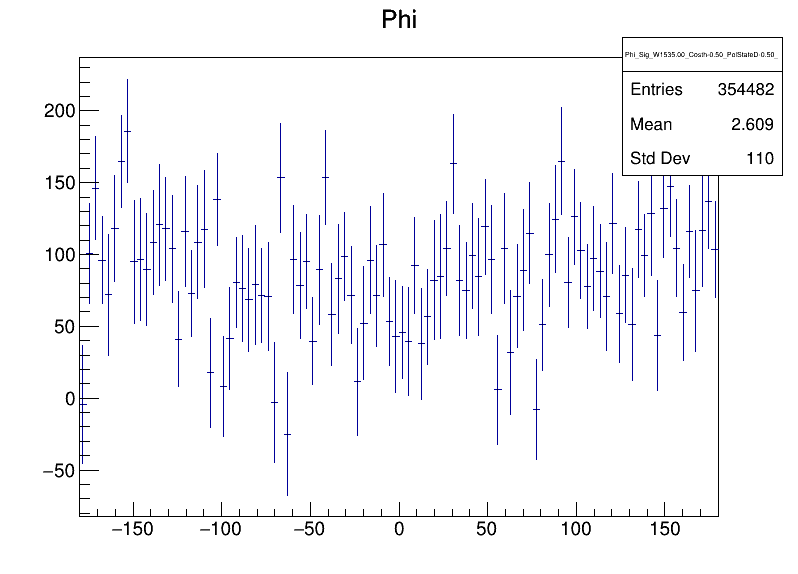 Phi
Phi_Sig_W1535.00_Costh-0.50_PolStateD-0.50_
Entries 354482
Mean 2.609
Std Dev 110
200
150
100
50
0
−50
−150 −100 −50 0 50 100 150